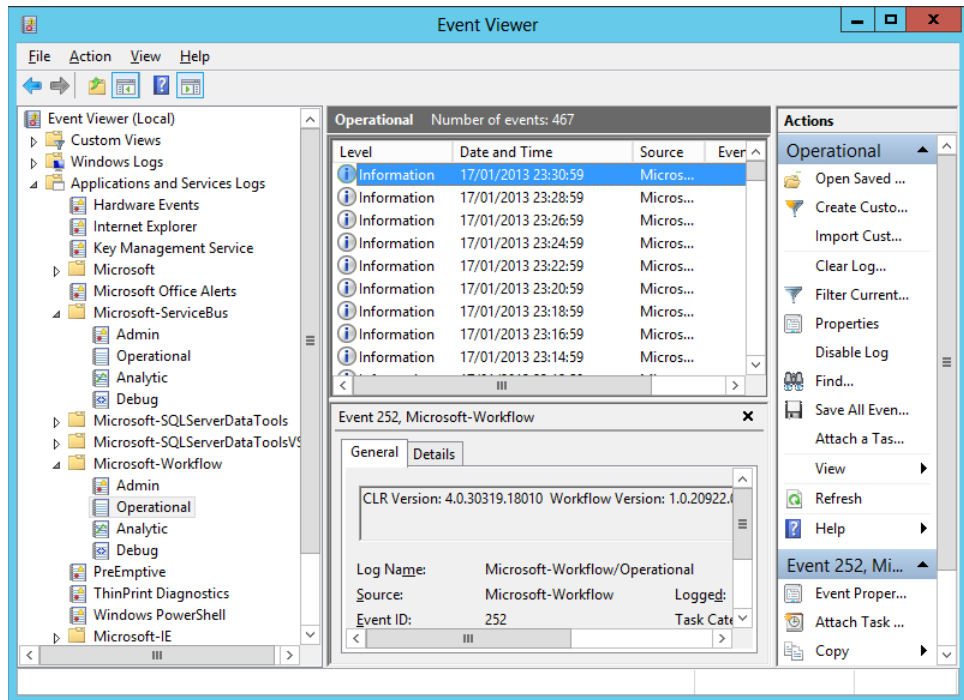 Event Viewer
File Action View Help
Event Viewer (Local)
Custom Views
Windows Logs
Applications and Services Logs
Hardware Events
Internet Explorer
Key Management Service
Microsoft
Microsoft Office Alerts
Microsoft-ServiceBus
Admin
Operational
Analytic
Debug
Microsoft-SQLServerDataTools
Microsoft-SQLServerDataToolsVS
Microsoft-Workflow
Admin
Operational
Analytic
Debug
PreEmptive
ThinPrint Diagnostics
Windows PowerShell
Microsoft-IE
Operational Number of events: 467
Level Date and Time Source Even
Information 17/01/2013 23:30:59 Micros...
Information 17/01/2013 23:28:59 Micros...
Information 17/01/2013 23:26:59 Micros...
Information 17/01/2013 23:24:59 Micros...
Information 17/01/2013 23:22:59 Micros...
Information 17/01/2013 23:20:59 Micros...
Information 17/01/2013 23:18:59 Micros...
Information 17/01/2013 23:16:59 Micros...
Information 17/01/2013 23:14:59 Micros...
Event 252, Microsoft-Workflow
General Details
CLR Version: 4.0.30319.18010 Workflow Version: 1.0.20922.0
Log Name: Microsoft-Workflow/Operational
Source: Microsoft-Workflow Logged:
Event ID: 252 Task Cate
Actions
Operational
Open Saved ...
Create Custo...
Import Cust...
Clear Log...
Filter Current...
Properties
Disable Log
Find...
Save All Even...
Attach a Tas...
View
Refresh
Help
Event 252, Mi...
Event Proper...
Attach Task ...
Copy